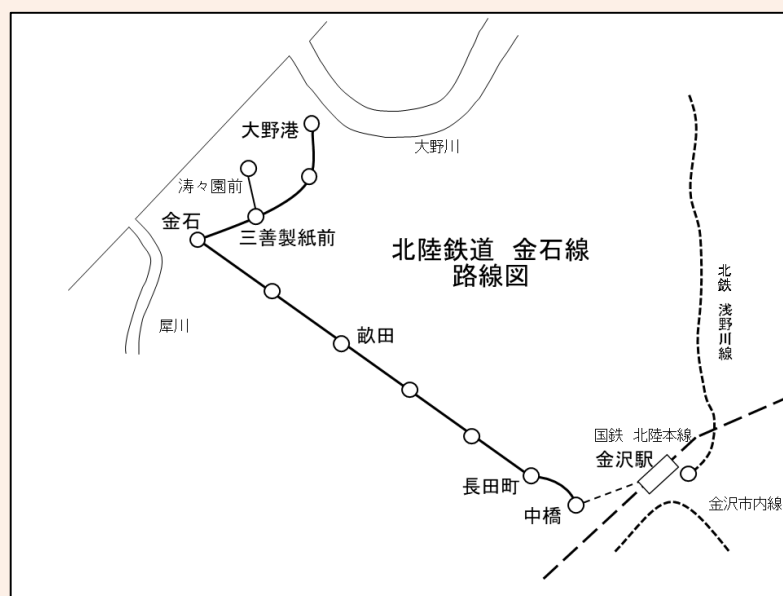 大野港
大野川
涛々園前
金石
三善製紙前
北陸鉄道 金石線
路線図
北鉄 浅野川線
犀川
畝田
国鉄 北陸本線
金沢駅
長田町
中橋
金沢市内線